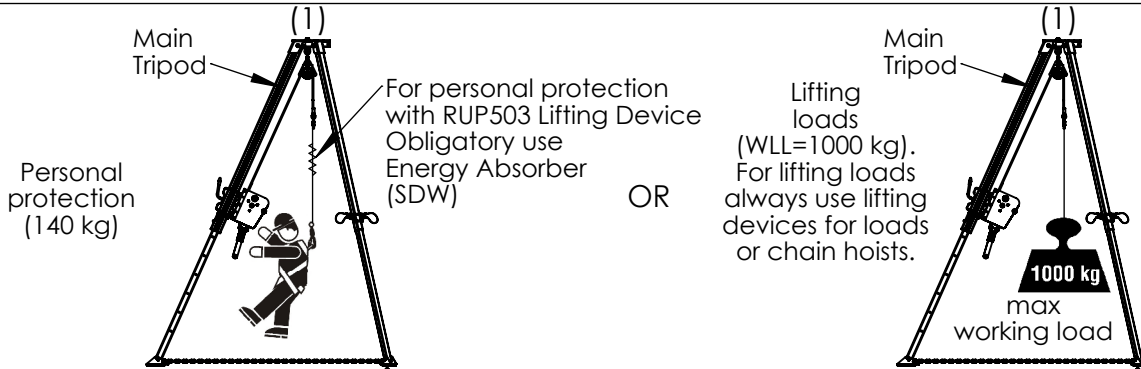 (1)
Main
Tripod
For personal protection
with RUP503 Lifting Device
Obligatory use
Energy Absorber
(SDW)
Personal
protection
(140 kg)
OR
(1)
Main
Tripod
Lifting
loads
(WLL=1000 kg).
For lifting loads
always use lifting
devices for loads
or chain hoists.
1000 kg
max
working load